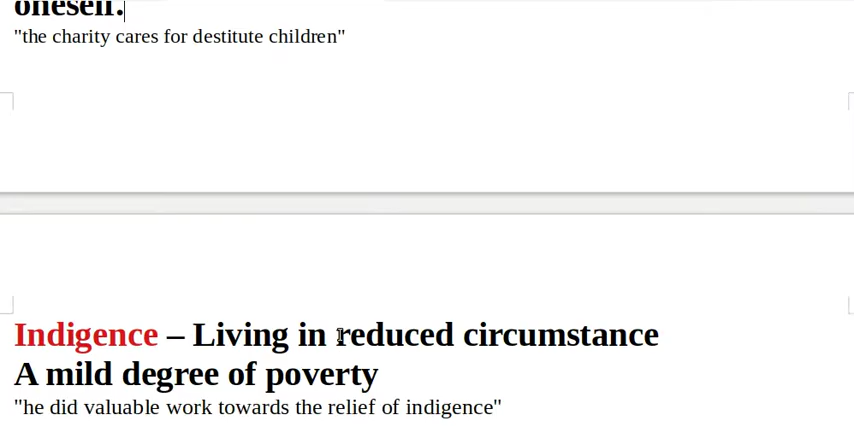 oneself.
"the charity cares for destitute children"
Indigence – Living in reduced circumstance
A mild degree of poverty
"he did valuable work towards the relief of indigence"